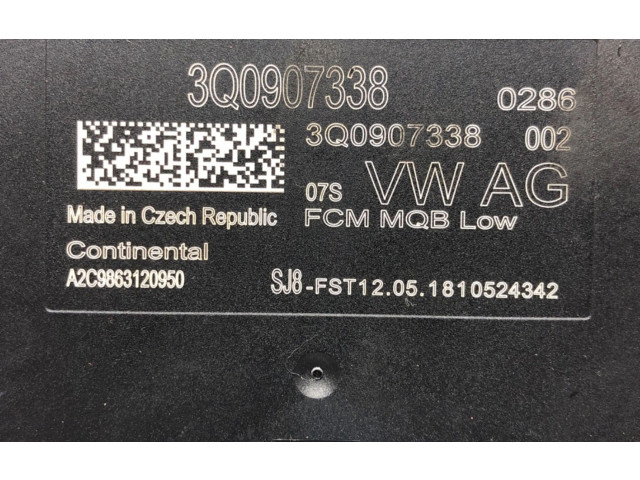 3Q0907338 0286
3Q0907338 002
07S VW AG
Made in Czech Republic FCM MQB Low
Continental
A2C9863120950 SJ8-FST12.05.1810524342